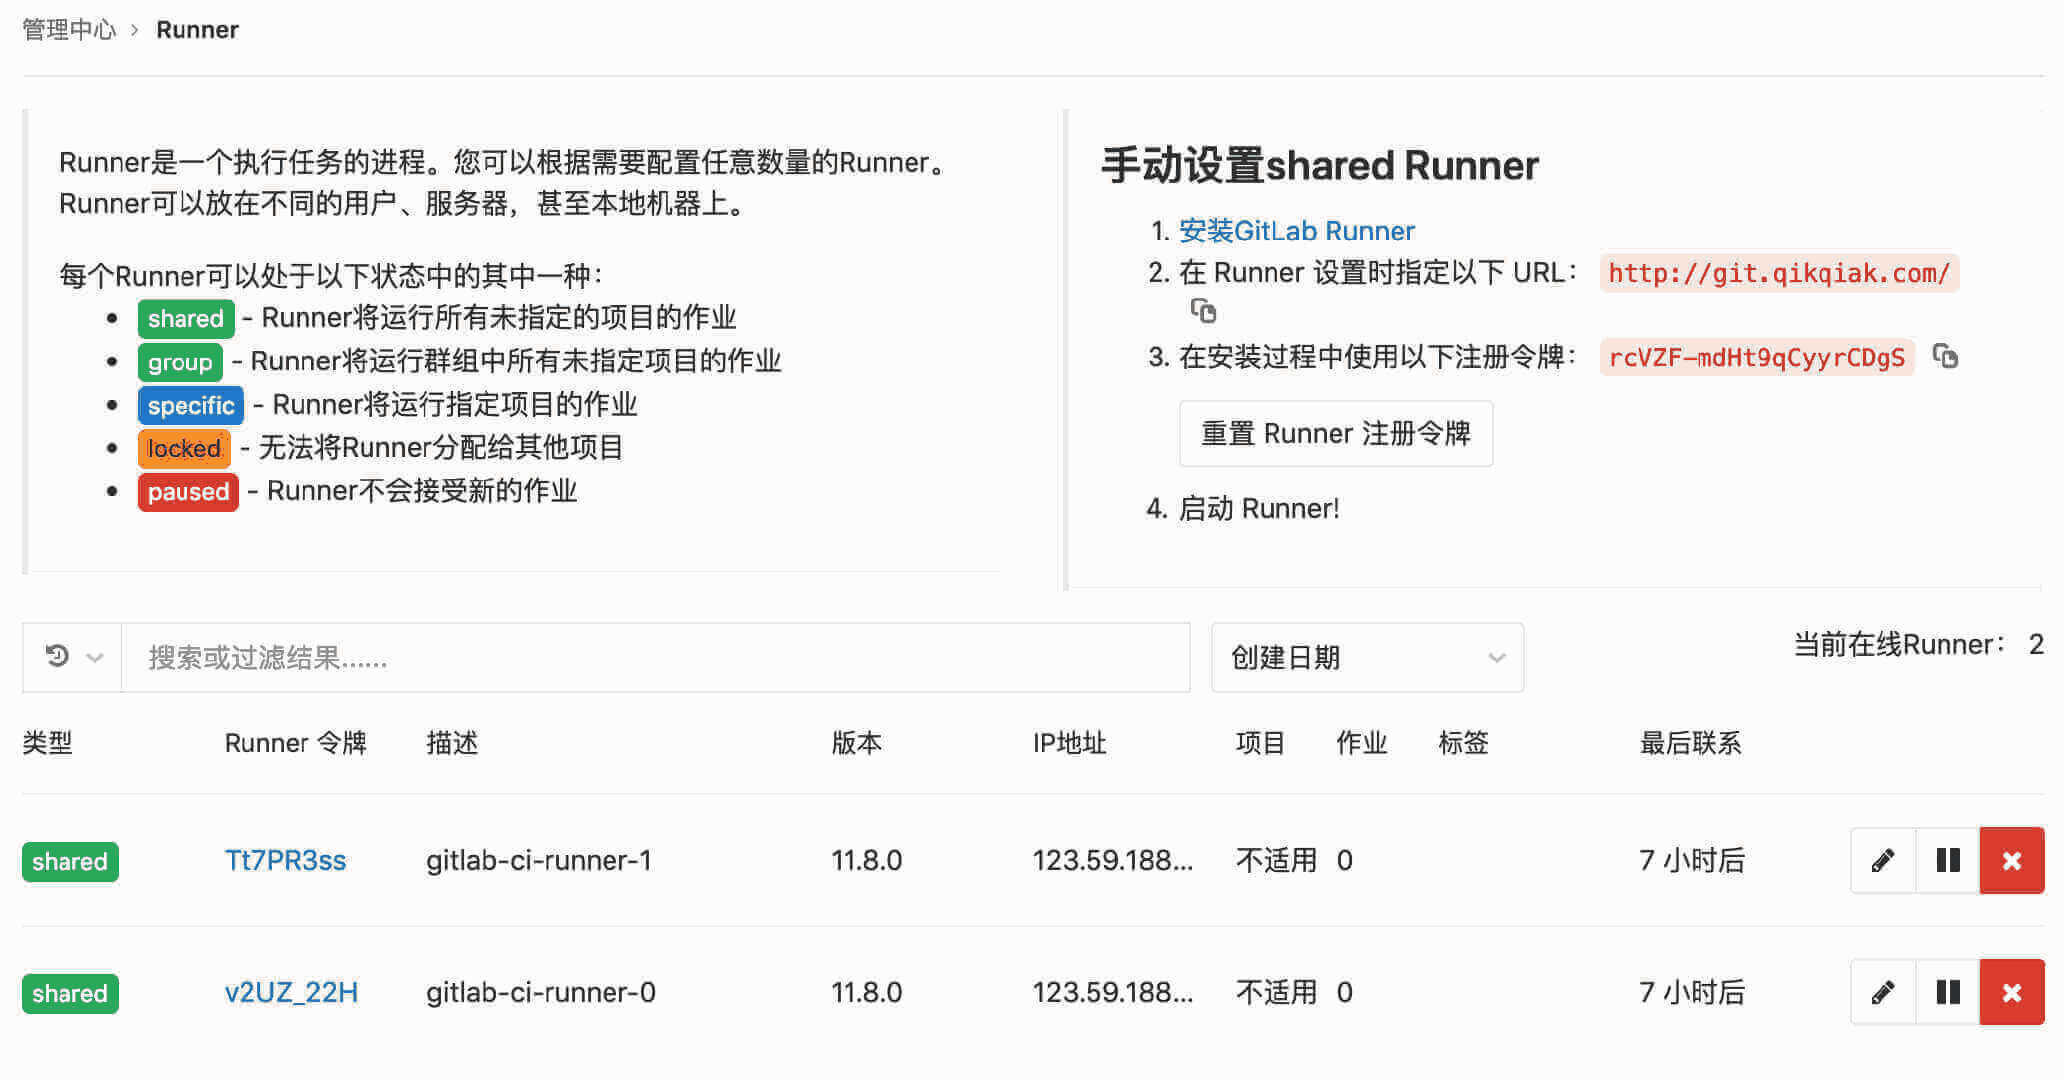 管理中心 › Runner
Runner是一个执行任务的进程。您可以根据需要配置任意数量的Runner。
Runner可以放在不同的用户、服务器，甚至本地机器上。
每个Runner可以处于以下状态中的其中一种：
• shared - Runner将运行所有未指定的项目的作业
• group - Runner将运行群组中所有未指定项目的作业
• specific - Runner将运行指定项目的作业
• locked - 无法将Runner分配给其他项目
• paused - Runner不会接受新的作业
手动设置shared Runner
1. 安装GitLab Runner
2. 在 Runner 设置时指定以下 URL： http://git.qikqiak.com/
3. 在安装过程中使用以下注册令牌： rcVZF-mdHt9qCyyrCDgS
重置 Runner 注册令牌
4. 启动 Runner!
搜索或过滤结果......
创建日期
当前在线Runner： 2
类型 Runner 令牌 描述 版本 IP地址 项目 作业 标签 最后联系
shared Tt7PR3ss gitlab-ci-runner-1 11.8.0 123.59.188... 不适用 0 7 小时后
shared v2UZ_22H gitlab-ci-runner-0 11.8.0 123.59.188... 不适用 0 7 小时后